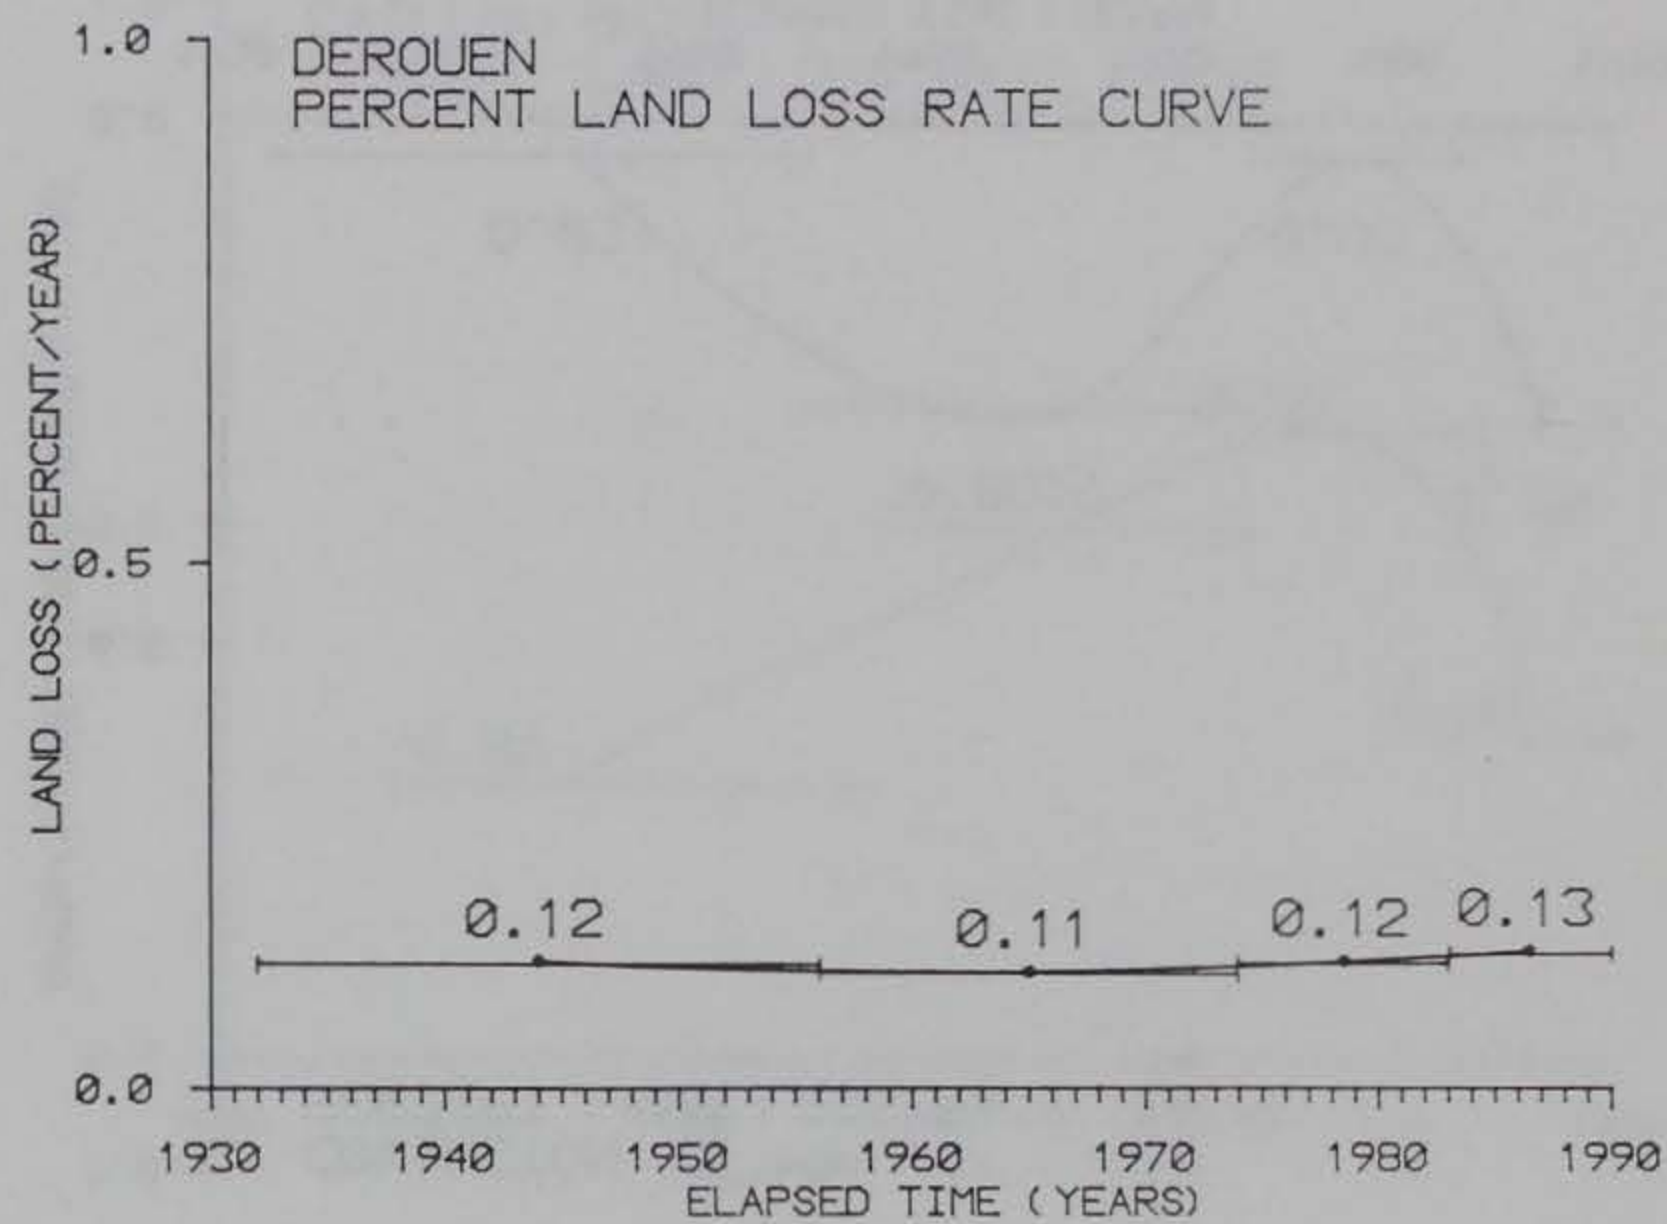 DEROUEN
PERCENT LAND LOSS RATE CURVE
1.0
0.5
0.0
LAND LOSS (PERCENT/YEAR)
0.12
0.11
0.12
0.13
1930 1940 1950 1960 1970 1980 1990
ELAPSED TIME (YEARS)